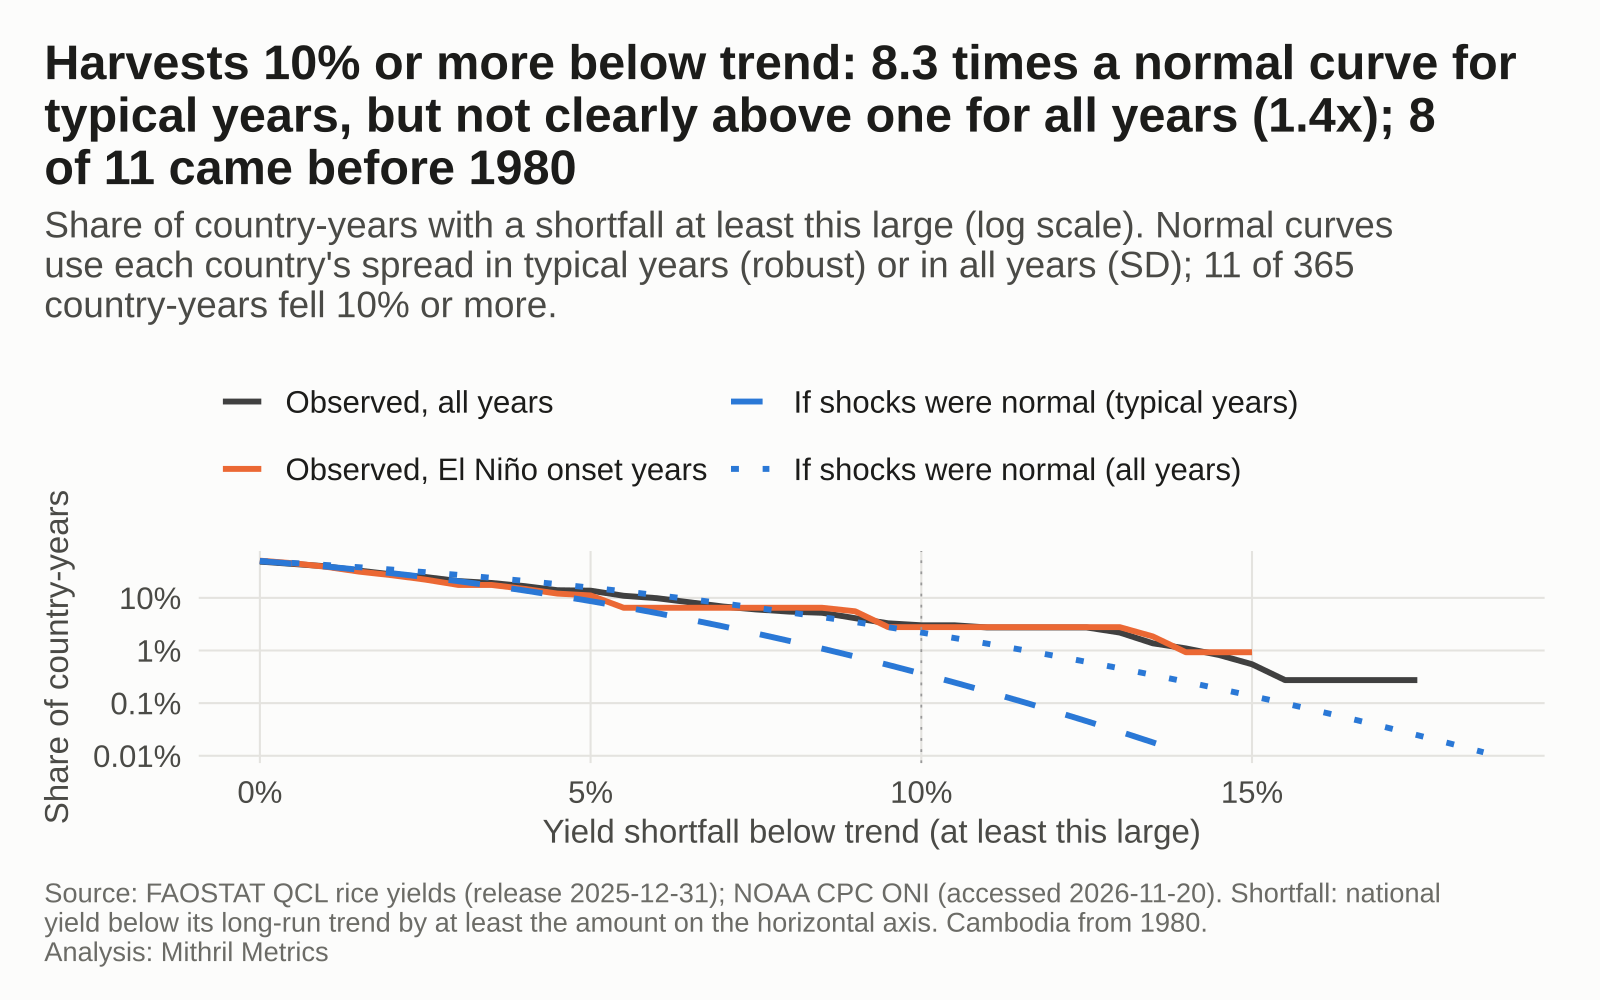 Harvests 10% or more below trend: 8.3 times a normal curve for
typical years, but not clearly above one for all years (1.4x); 8
of 11 came before 1980
Share of country-years with a shortfall at least this large (log scale). Normal curves
use each country's spread in typical years (robust) or in all years (SD); 11 of 365
country-years fell 10% or more.
Observed, all years
If shocks were normal (typical years)
Observed, El Niño onset years
If shocks were normal (all years)
Share of country-years
10%
1%
0.1%
0.01%
0%
5%
10%
15%
Yield shortfall below trend (at least this large)
Source: FAOSTAT QCL rice yields (release 2025-12-31); NOAA CPC ONI (accessed 2026-11-20). Shortfall: national
yield below its long-run trend by at least the amount on the horizontal axis. Cambodia from 1980.
Analysis: Mithril Metrics